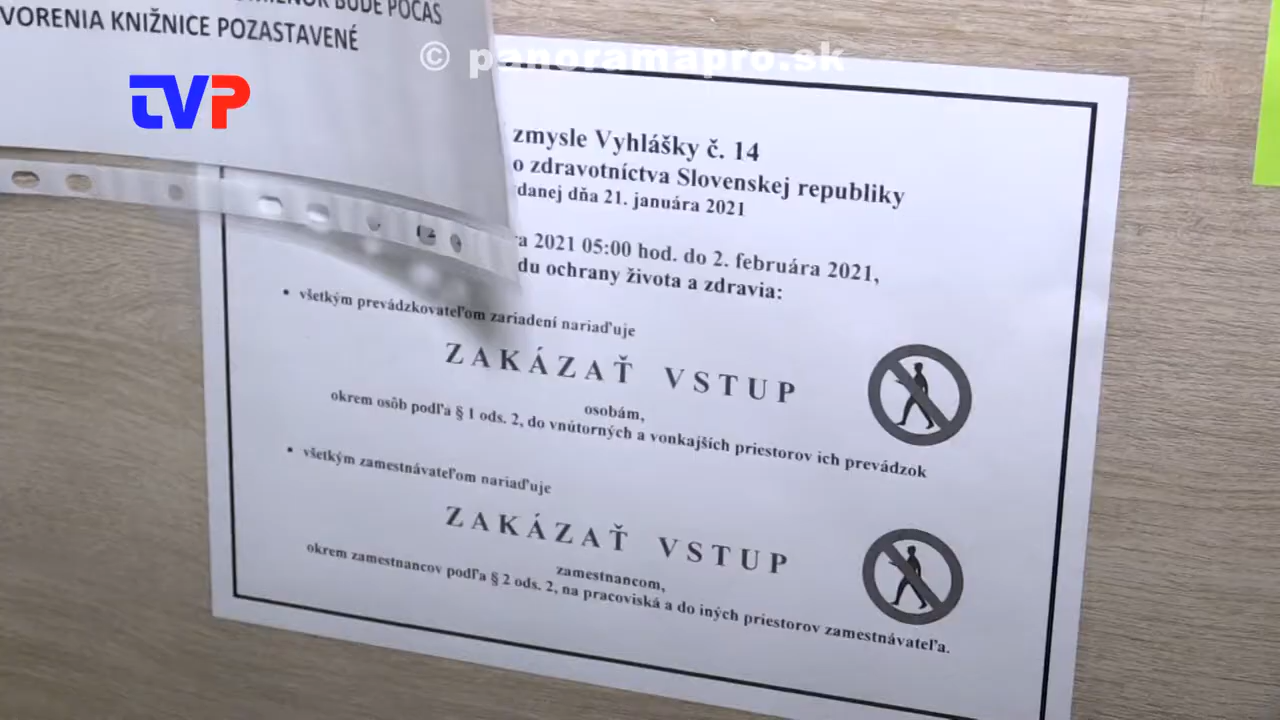 BUDE POČAS
VORENIA KNIŽNICE POZASTAVENÉ
© panoramapro.sk
TVP
zmysle Vyhlášky č. 14
o zdravotníctva Slovenskej republiky
danej dňa 21. januára 2021
a 2021 05:00 hod. do 2. februára 2021,
du ochrany života a zdravia:
• všetkým prevádzkovateľom zariadení nariaďuje
ZAKÁZAŤ VSTUP
osobám,
okrem osôb podľa § 1 ods. 2, do vnútorných a vonkajších priestorov ich prevádzok
• všetkým zamestnávateľom nariaďuje
ZAKÁZAŤ VSTUP
zamestnancom,
okrem zamestnancov podľa § 2 ods. 2, na pracoviská a do iných priestorov zamestnávateľa.